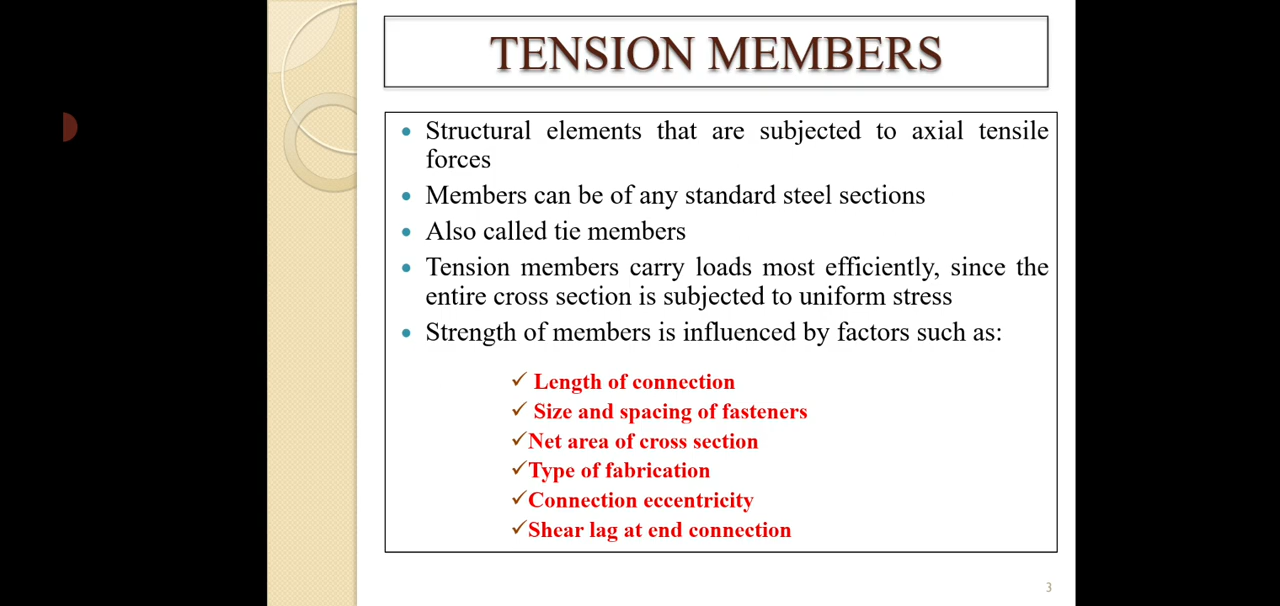 TENSION MEMBERS
• Structural elements that are subjected to axial tensile
forces
• Members can be of any standard steel sections
• Also called tie members
• Tension members carry loads most efficiently, since the
entire cross section is subjected to uniform stress
• Strength of members is influenced by factors such as:
✓ Length of connection
✓ Size and spacing of fasteners
✓Net area of cross section
✓Type of fabrication
✓Connection eccentricity
✓Shear lag at end connection
3